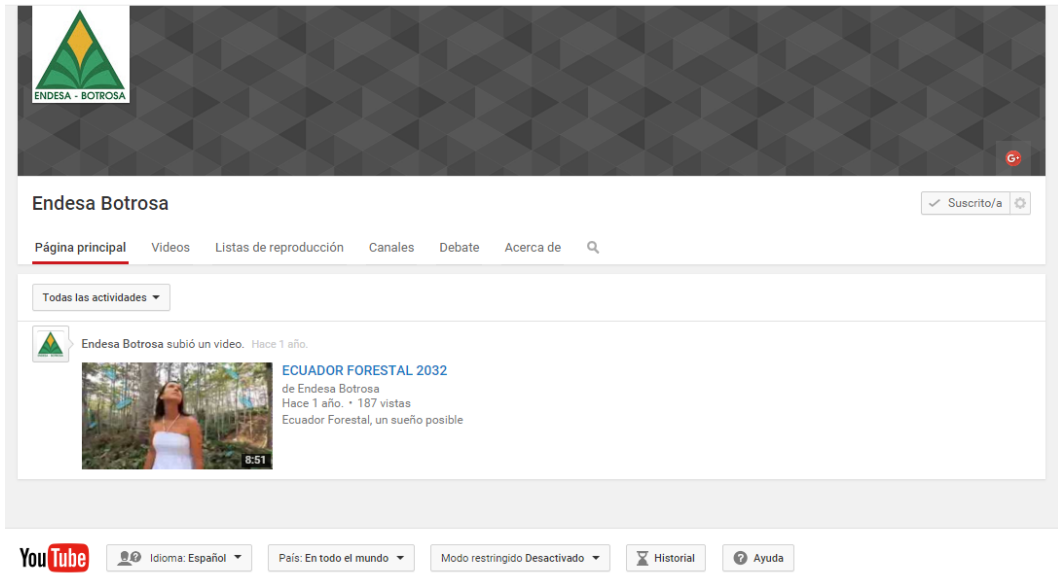 ENDESA - BOTROSA
G+
Endesa Botrosa
Suscrito/a
Página principal Videos Listas de reproducción Canales Debate Acerca de
Todas las actividades
Endesa Botrosa subió un video. Hace 1 año.
ECUADOR FORESTAL 2032
de Endesa Botrosa
Hace 1 año. • 187 vistas
Ecuador Forestal, un sueño posible
8:51
YouTube Idioma: Español País: En todo el mundo Modo restringido Desactivado Historial Ayuda